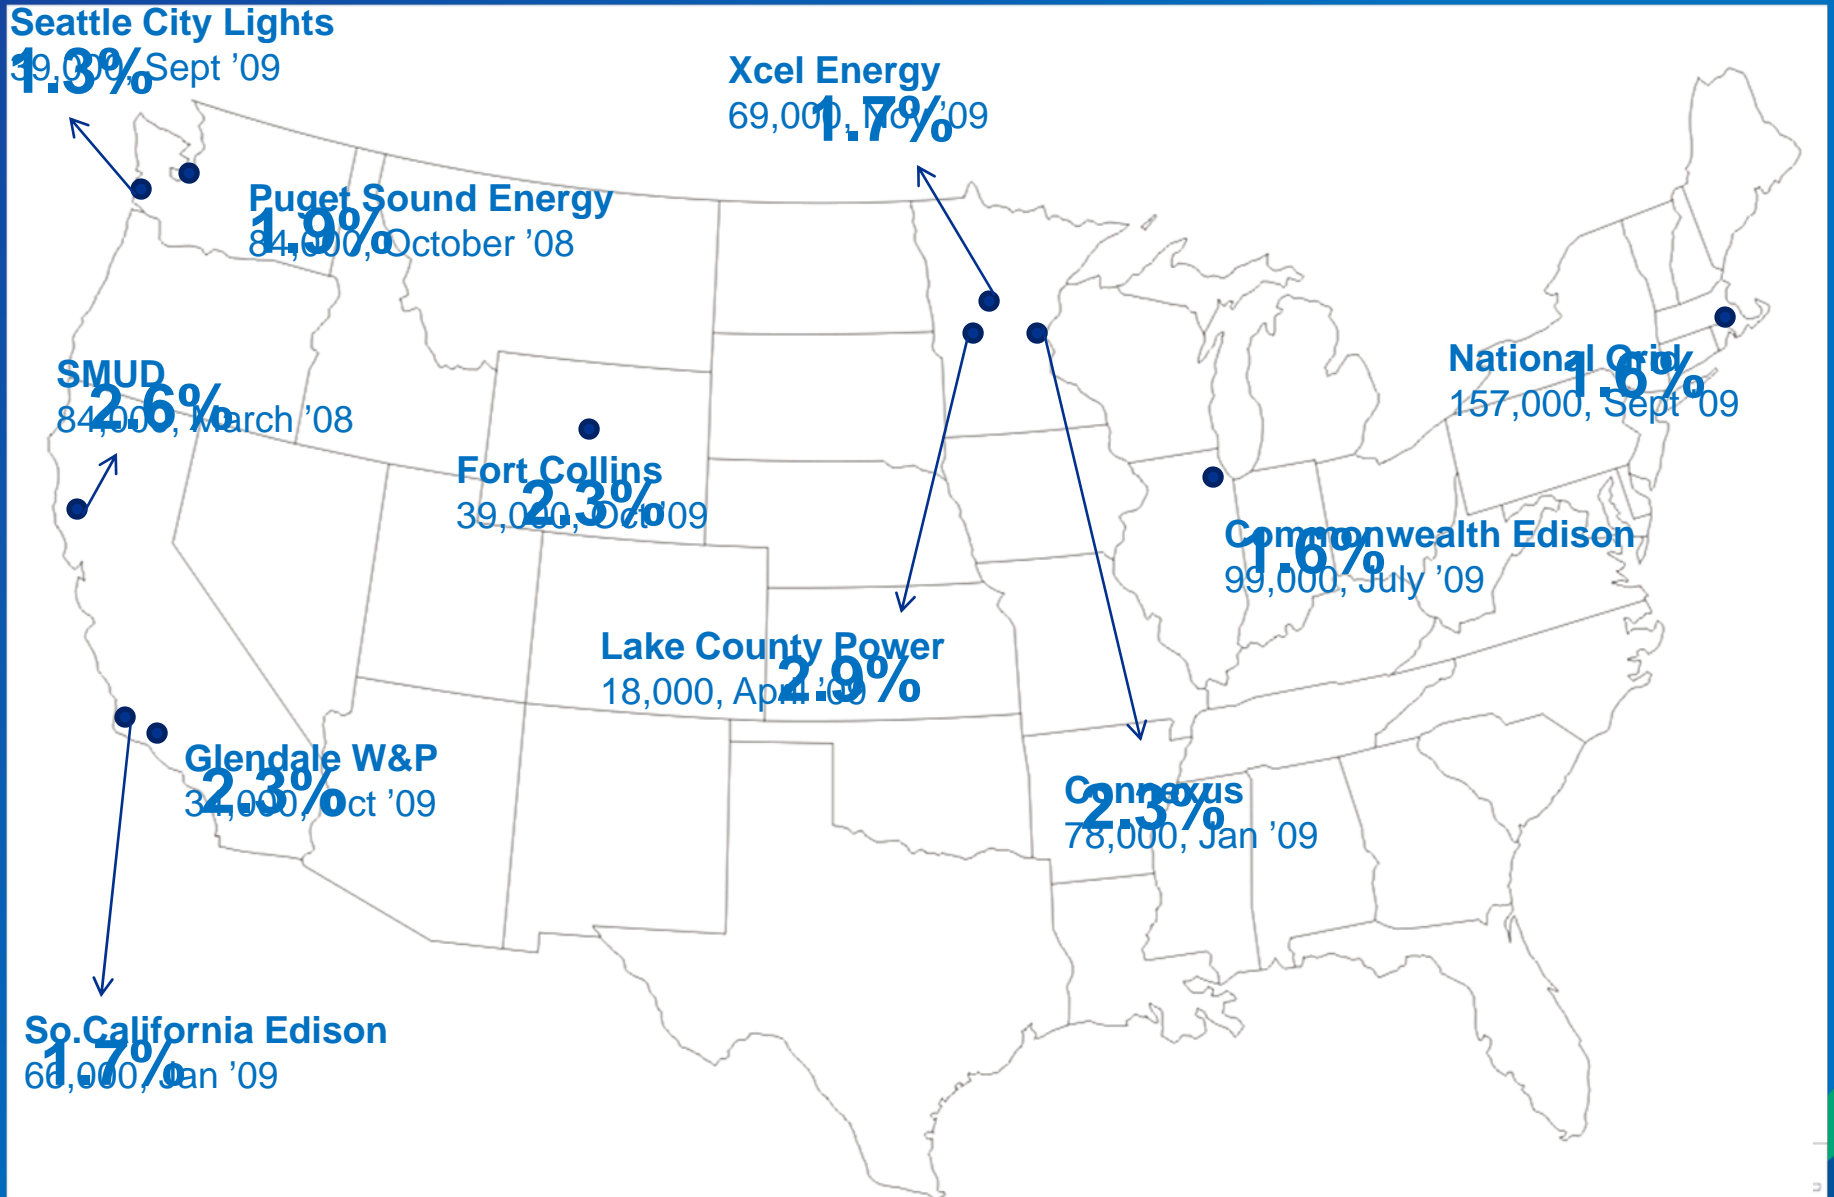 Seattle City Lights
39,000, Sept ’09
1.3%
Xcel Energy
69,000, Nov ’09
1.7%
Puget Sound Energy
84,000, October ’08
1.9%
SMUD
84,000, March ’08
2.6%
National Grid
157,000, Sept ’09
1.6%
Fort Collins
39,000, Oct ’09
2.3%
Commonwealth Edison
99,000, July ’09
1.6%
Lake County Power
18,000, April ’09
2.9%
Glendale W&P
34,000, Oct ’09
2.3%
Connexus
78,000, Jan ’09
2.3%
So.California Edison
66,000, Jan ’09
1.7%